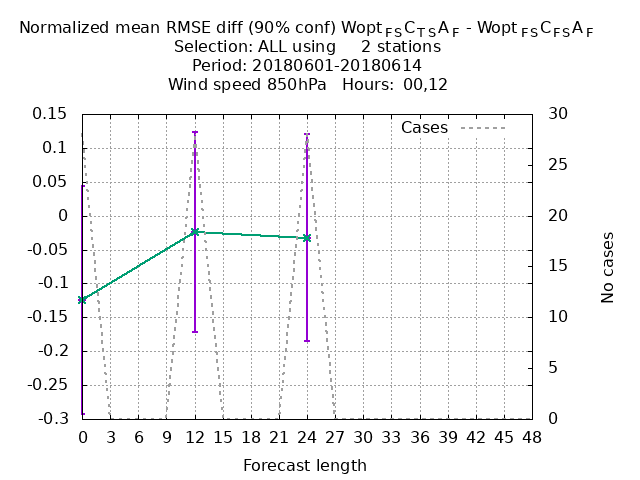 Normalized mean RMSE diff (90% conf) Wopt FS C T S A F - Wopt FS C F S A F
Selection: ALL using 2 stations
Period: 20180601-20180614
Wind speed 850hPa Hours: 00,12
0.15
0.1
0.05
0
-0.05
-0.1
-0.15
-0.2
-0.25
-0.3
Cases
30
25
20
15
10
5
0
No cases
0 3 6 9 12 15 18 21 24 27 30 33 36 39 42 45 48
Forecast length